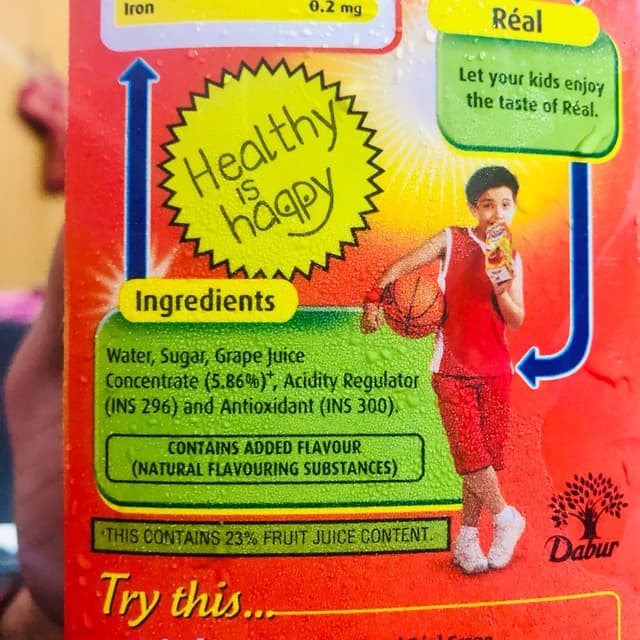 Iron 0.2 mg
Réal
Let your kids enjoy
the taste of Réal.
Healthy
is
happy
Ingredients
Water, Sugar, Grape Juice
Concentrate (5.86%)⁺, Acidity Regulator
(INS 296) and Antioxidant (INS 300).
CONTAINS ADDED FLAVOUR
(NATURAL FLAVOURING SUBSTANCES)
⁺THIS CONTAINS 23% FRUIT JUICE CONTENT.
Dabur
Try this...